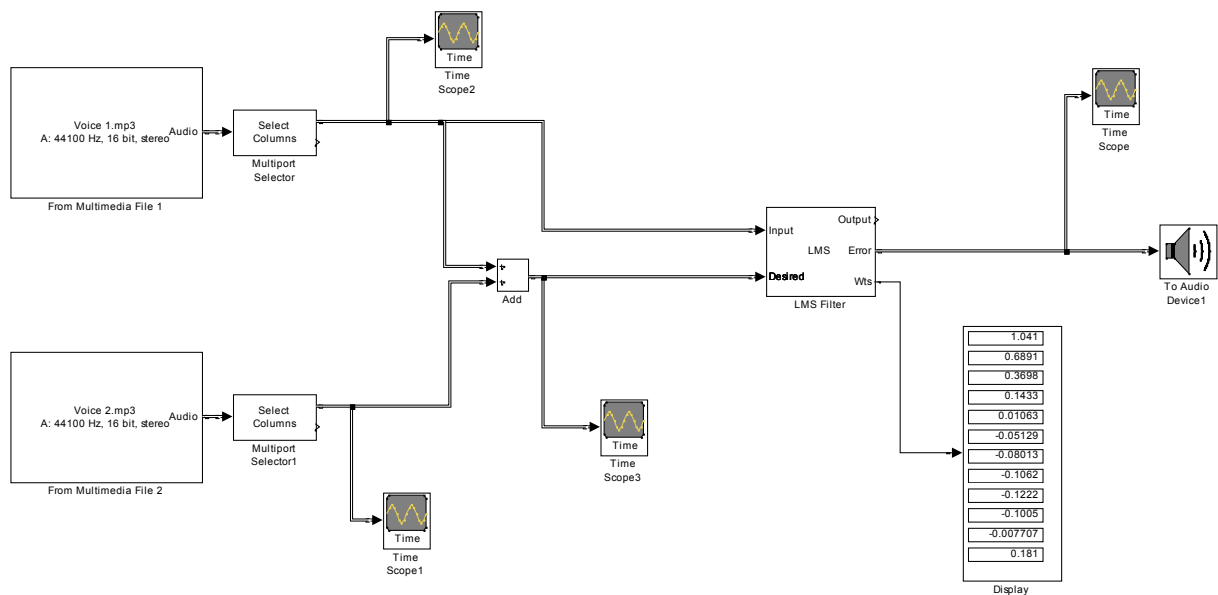 Time
Time
Scope2
Voice 1.mp3
A: 44100 Hz, 16 bit, stereo
Audio
From Multimedia File 1
Select
Columns
Multiport
Selector
Time
Time
Scope
Input
LMS
Output
Error
Desired
Wts
LMS Filter
+
+
Add
To Audio
Device1
Voice 2.mp3
A: 44100 Hz, 16 bit, stereo
Audio
From Multimedia File 2
Select
Columns
Multiport
Selector1
Time
Time
Scope3
Time
Time
Scope1
1.041
0.6891
0.3698
0.1433
0.01063
-0.05129
-0.08013
-0.1062
-0.1222
-0.1005
-0.007707
0.181
Display